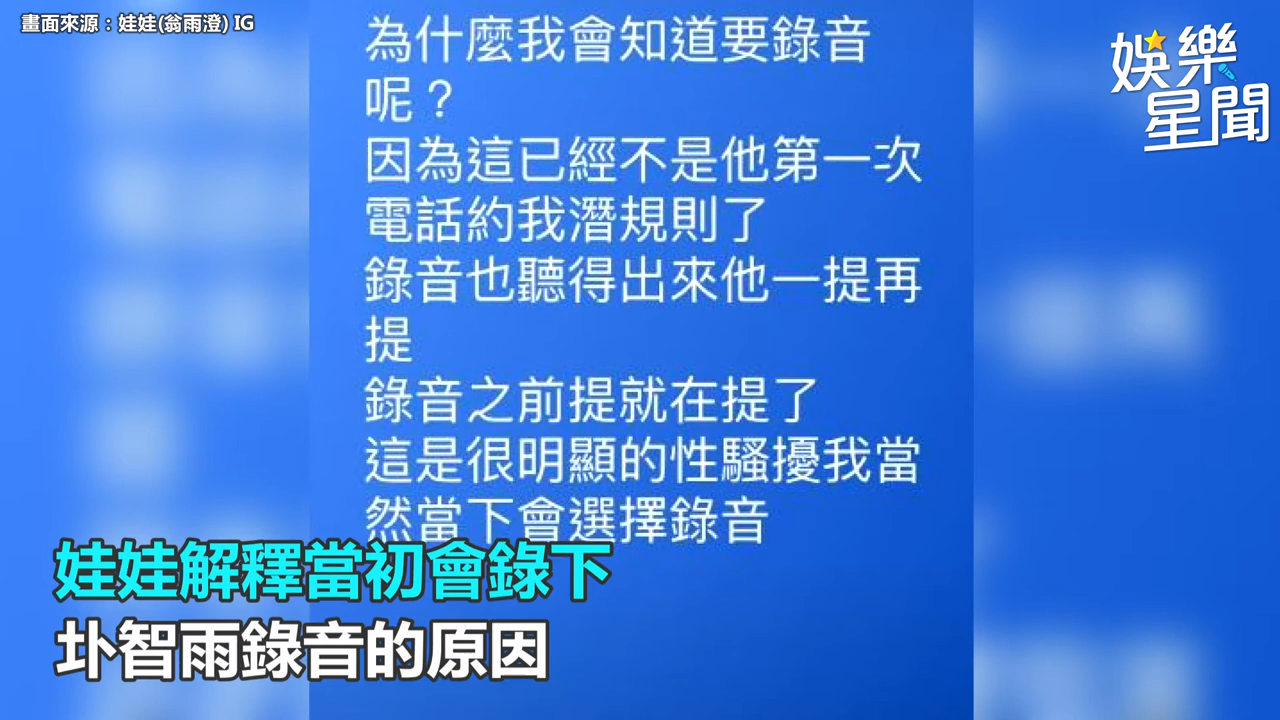 畫面來源：娃娃(翁雨澄) IG
娛樂
星聞
為什麼我會知道要錄音
呢？
因為這已經不是他第一次
電話約我潛規則了
錄音也聽得出來他一提再
提
錄音之前提就在提了
這是很明顯的性騷擾我當
然當下會選擇錄音
娃娃解釋當初會錄下
圤智雨錄音的原因